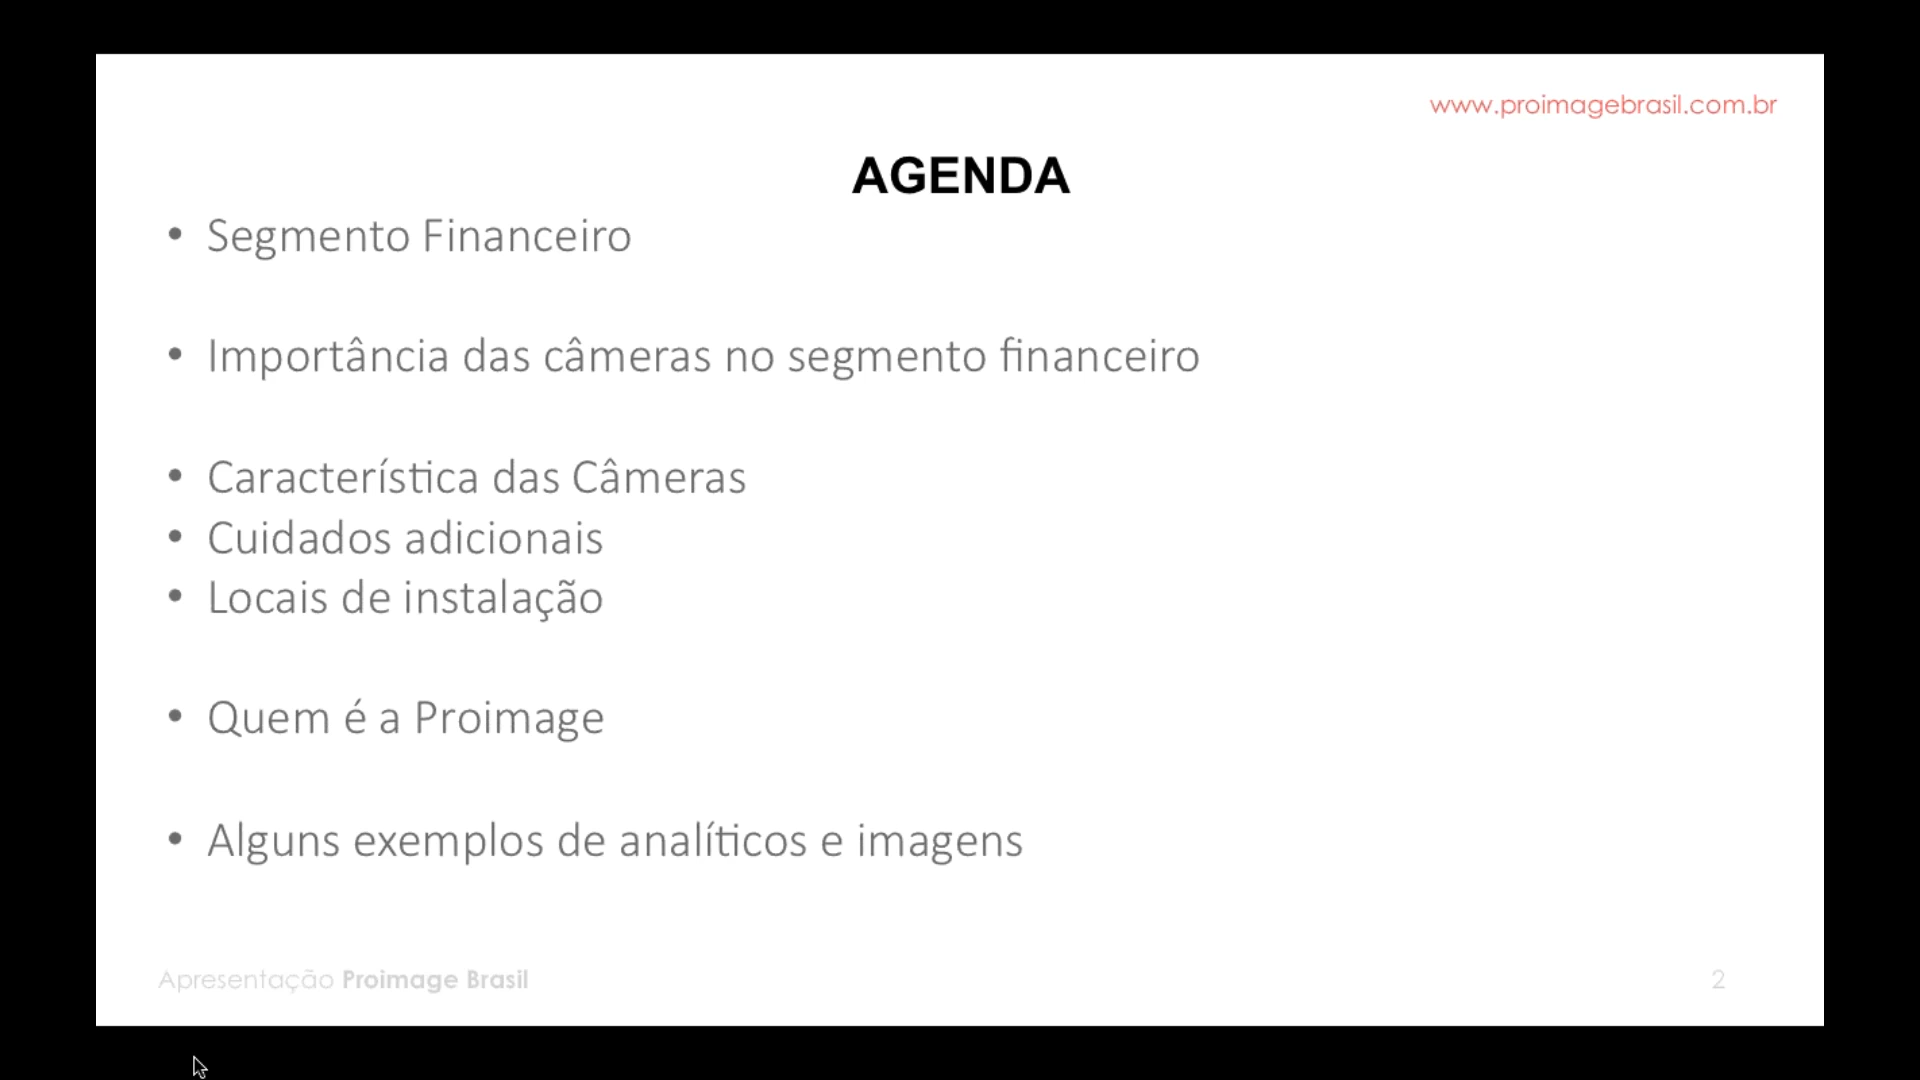 www.proimagebrasil.com.br
AGENDA
• Segmento Financeiro
• Importância das câmeras no segmento financeiro
• Característica das Câmeras
• Cuidados adicionais
• Locais de instalação
• Quem é a Proimage
• Alguns exemplos de analíticos e imagens
Apresentação Proimage Brasil
2